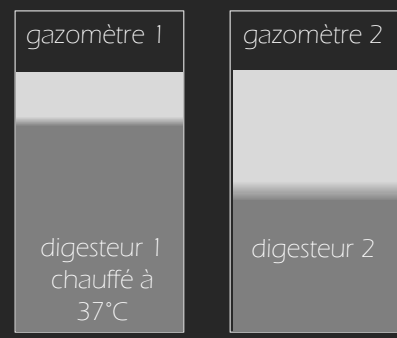 gazomètre 1
digesteur 1
chauffé à
37°C
gazomètre 2
digesteur 2